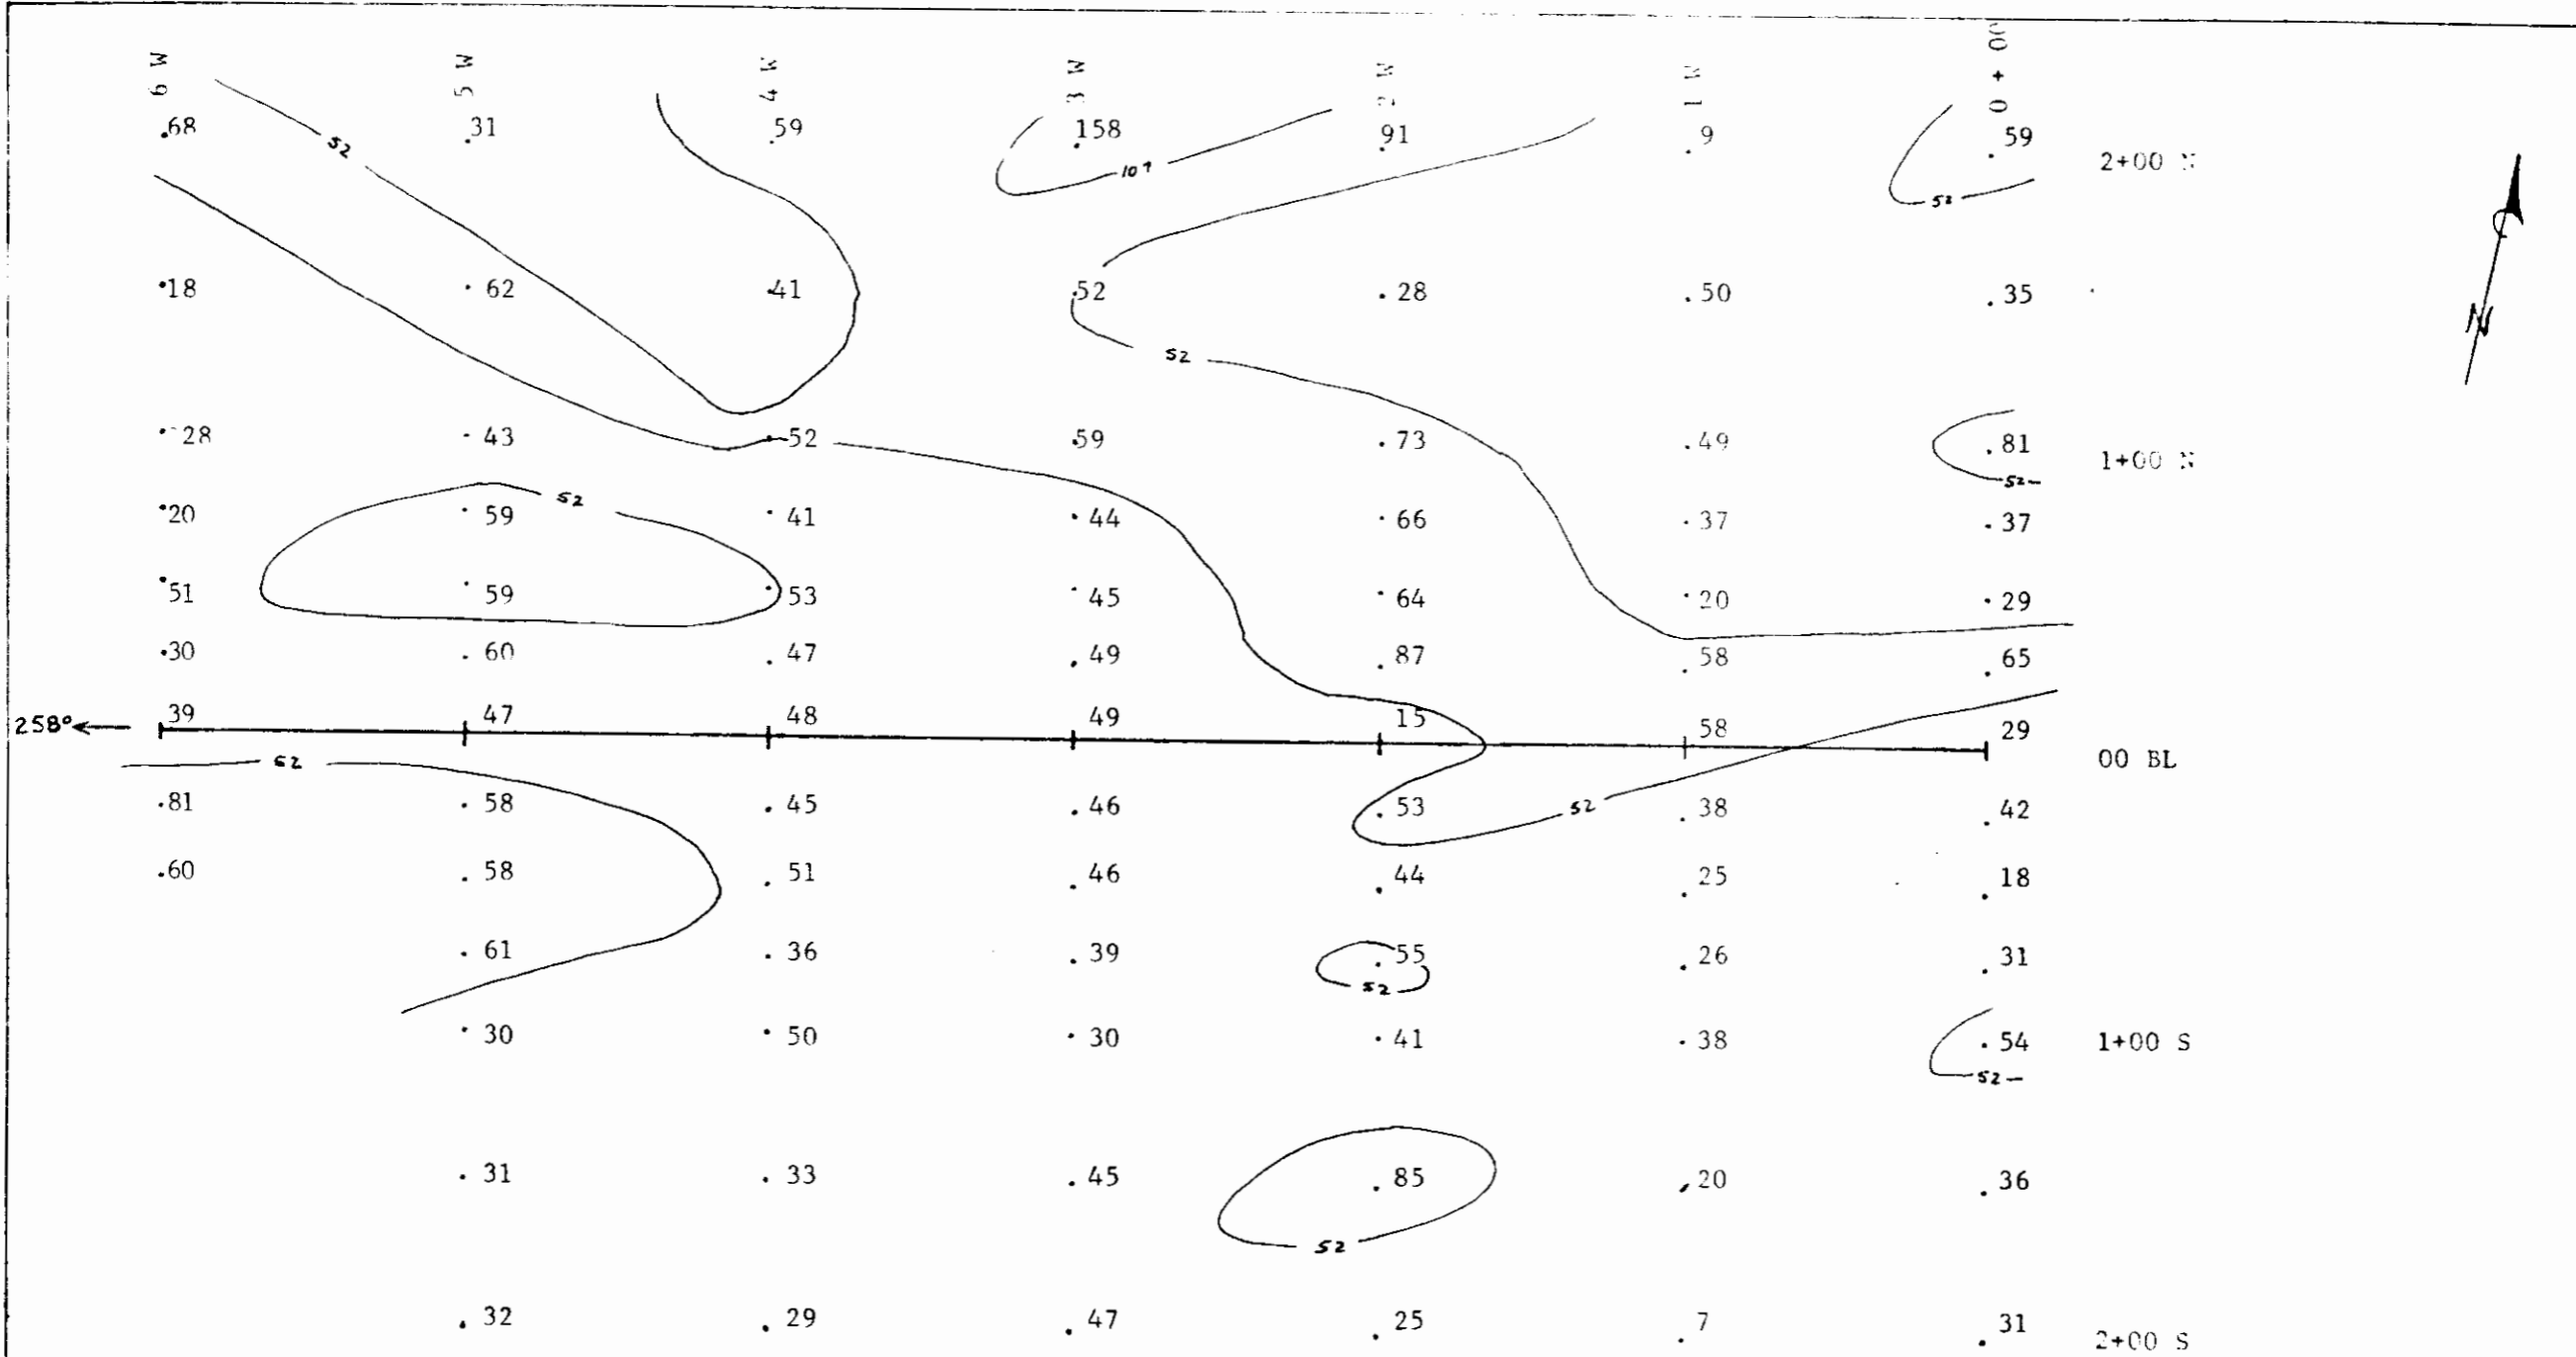 6 W 5 W 4 W 3 W 2 W 1 W 0 + 00
.68 .31 .59 .158 .91 .9 .59 2+00 N
52
107
52
.18 . 62 .41 .52 . 28 . 50 . 35
N
52
.28 . 43 .52 .59 . 73 . 49 . 81 1+00 N
52
52
.20 . 59 . 41 . 44 . 66 . 37 . 37
.51 . 59 . 53 . 45 . 64 . 20 . 29
.30 . 60 . 47 . 49 . 87 . 58 . 65
258° 39 47 48 49 15 58 29 00 BL
52
.81 . 58 . 45 . 46 . 53 52 . 38 . 42
.60 . 58 . 51 . 46 . 44 . 25 . 18
. 61 . 36 . 39 . 55 . 26 . 31
52
. 30 . 50 . 30 . 41 . 38 . 54 1+00 S
52
. 31 . 33 . 45 . 85 . 20 . 36
52
. 32 . 29 . 47 . 25 . 7 . 31 2+00 S